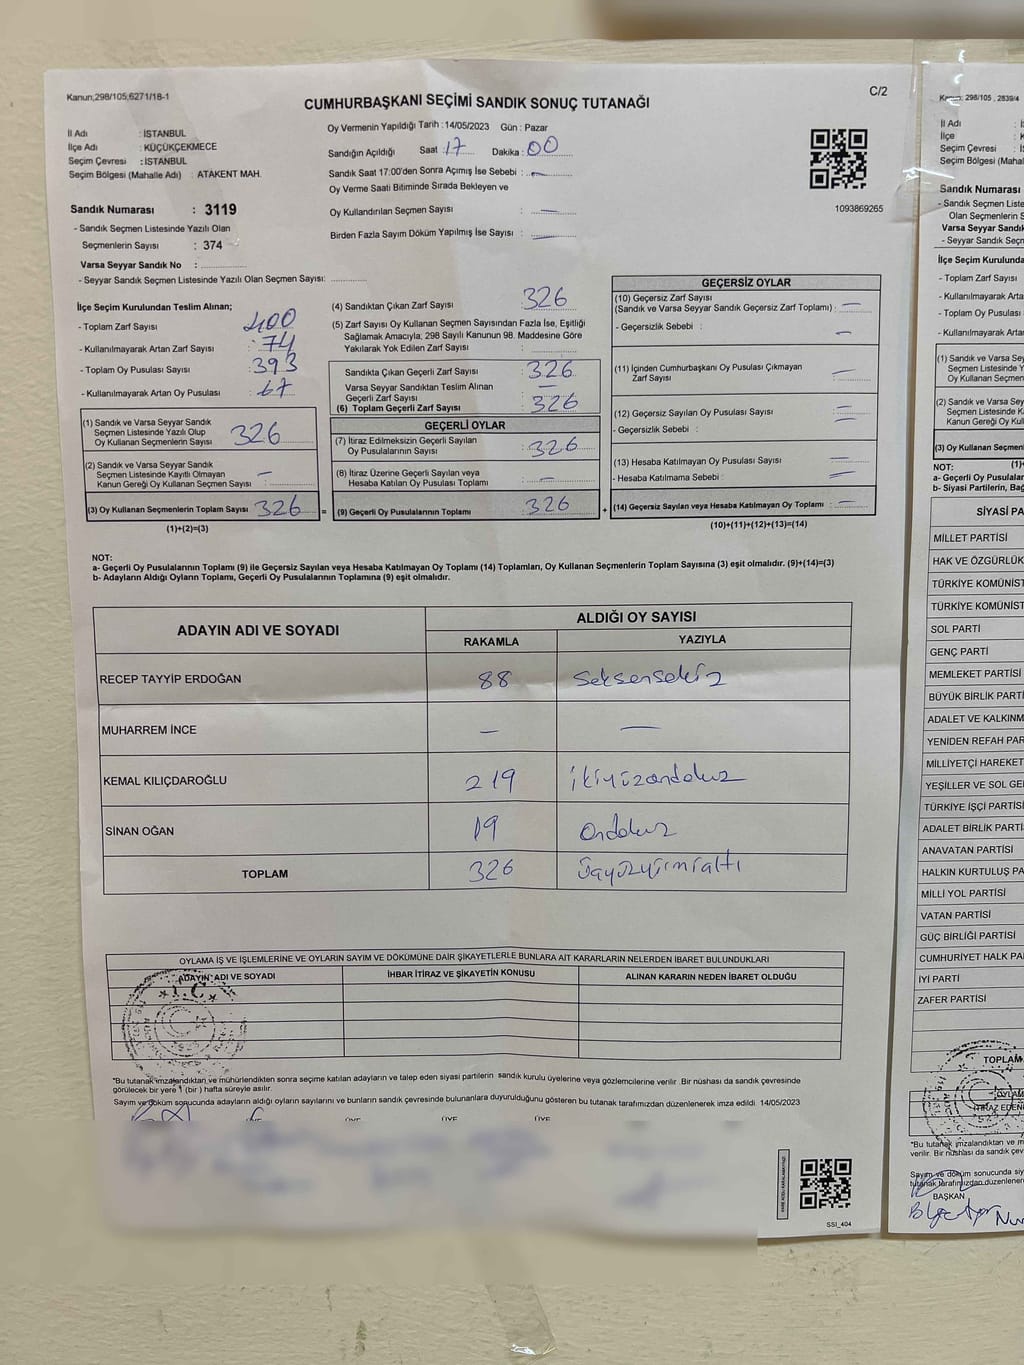 Kanun;298/105,6271/18-1
C/2
CUMHURBAŞKANI SEÇİMİ SANDIK SONUÇ TUTANAĞI
İl Adı : İSTANBUL
İlçe Adı : KÜÇÜKÇEKMECE
Seçim Çevresi : İSTANBUL
Seçim Bölgesi (Mahalle Adı) : ATAKENT MAH.
Sandık Numarası : 3119
- Sandık Seçmen Listesinde Yazılı Olan
Seçmenlerin Sayısı : 374
Varsa Seyyar Sandık No :
- Seyyar Sandık Seçmen Listesinde Yazılı Olan Seçmen Sayısı:
Oy Vermenin Yapıldığı Tarih : 14/05/2023 Gün : Pazar
Sandığın Açıldığı Saat : 17 Dakika : 00
Sandık Saat 17:00'den Sonra Açımış İse Sebebi : —
Oy Verme Saati Bitiminde Sırada Bekleyen ve
Oy Kullandırılan Seçmen Sayısı : —
Birden Fazla Sayım Döküm Yapılmış İse Sayısı : —
1093869265
İlçe Seçim Kurulundan Teslim Alınan;
- Toplam Zarf Sayısı : 400
- Kullanılmayarak Artan Zarf Sayısı : 74
- Toplam Oy Pusulası Sayısı : 393
- Kullanılmayarak Artan Oy Pusulası : 67
(1) Sandık ve Varsa Seyyar Sandık
Seçmen Listesinde Yazılı Olup
Oy Kullanan Seçmenlerin Sayısı 326
(2) Sandık ve Varsa Seyyar Sandık
Seçmen Listesinde Kayıtlı Olmayan
Kanun Gereği Oy Kullanan Seçmen Sayısı : —
(3) Oy Kullanan Seçmenlerin Toplam Sayısı 326 =
(1)+(2)=(3)
(4) Sandıktan Çıkan Zarf Sayısı : 326
(5) Zarf Sayısı Oy Kullanan Seçmen Sayısından Fazla İse, Eşitliği
Sağlamak Amacıyla, 298 Sayılı Kanunun 98. Maddesine Göre
Yakılarak Yok Edilen Zarf Sayısı :
Sandıkta Çıkan Geçerli Zarf Sayısı : 326
Varsa Seyyar Sandıktan Teslim Alınan
Geçerli Zarf Sayısı : —
(6) Toplam Geçerli Zarf Sayısı : 326
GEÇERLİ OYLAR
(7) İtiraz Edilmeksizin Geçerli Sayılan
Oy Pusulalarının Sayısı : 326
(8) İtiraz Üzerine Geçerli Sayılan veya
Hesaba Katılan Oy Pusulası Toplamı : —
(9) Geçerli Oy Pusulalarının Toplamı : 326 +
GEÇERSİZ OYLAR
(10) Geçersiz Zarf Sayısı
(Sandık ve Varsa Seyyar Sandık Geçersiz Zarf Toplamı) : —
- Geçersizlik Sebebi : —
(11) İçinden Cumhurbaşkanı Oy Pusulası Çıkmayan
Zarf Sayısı : —
(12) Geçersiz Sayılan Oy Pusulası Sayısı : —
- Geçersizlik Sebebi : —
(13) Hesaba Katılmayan Oy Pusulası Sayısı : —
- Hesaba Katılmama Sebebi : —
(14) Geçersiz Sayılan veya Hesaba Katılmayan Oy Toplamı : —
(10)+(11)+(12)+(13)=(14)
NOT:
a- Geçerli Oy Pusulaları Toplamı (9) ile Geçersiz Sayılan veya Hesaba Katılmayan Oy Toplamı (14) Toplamları, Oy Kullanan Seçmenlerin Toplam Sayısına (3) eşit olmalıdır. (9)+(14)=(3)
b- Adayların Aldığı Oyların Toplamı, Geçerli Oy Pusulalarının Toplamına (9) eşit olmalıdır.
ADAYIN ADI VE SOYADI
ALDIĞI OY SAYISI
RAKAMLA YAZIYLA
RECEP TAYYİP ERDOĞAN 88 seksensekiz
MUHARREM İNCE — —
KEMAL KILIÇDAROĞLU 219 ikiyüzondokuz
SİNAN OĞAN 19 ondokuz
TOPLAM 326 üçyüzyirmialtı
OYLAMA İŞ VE İŞLEMLERİNE VE OYLARIN SAYIM VE DÖKÜMÜNE DAİR ŞİKAYETLERLE BUNLARA AİT KARARLARIN NELERDEN İBARET BULUNDUKLARI
ADAYIN ADI VE SOYADI İHBAR İTİRAZ VE ŞİKAYETİN KONUSU ALINAN KARARIN NEDEN İBARET OLDUĞU
T.C.
"Bu tutanak imzalandıktan ve mühürlendikten sonra seçime katılan adayların ve talep eden siyasi partilerin sandık kurulu üyelerine veya gözlemcilerine verilir. Bir nüshası da sandık çevresinde
görülecek bir yere 1 (bir) hafta süreyle asılır.
Sayım ve döküm sonucunda adayların aldığı oyların sayılarını ve bunların sandık çevresinde bulunanlara duyurulduğunu gösteren bu tutanak tarafımızdan düzenlenerek imza edildi 14/05/2023
ÜYE ÜYE ÜYE
SSİ_404
298/105 , 2839/4
İl Adı :
İlçe :
Seçim Çevresi :
Seçim Bölgesi (Maha
Sandık Numarası
- Sandık Seçmen Liste
Olan Seçmenlerin S
Varsa Seyyar Sandık
- Seyyar Sandık Seçn
İlçe Seçim Kurulunda
- Toplam Zarf Sayısı
- Kullanılmayarak Arta
- Toplam Oy Pusulası
- Kullanılmayarak Arta
(1) Sandık ve Varsa Se
Seçmen Listesinde Y
Oy Kullanan Seçmenl
(2) Sandık ve Varsa Se
Seçmen Listesinde Ka
Kanun Gereği Oy Kull
(3) Oy Kullanan Seçmenle
NOT: (1)+
a- Geçerli Oy Pusulalar
b- Siyasi Partilerin, Bağ
SİYASİ PA
MİLLET PARTİSİ
HAK VE ÖZGÜRLÜK
TÜRKİYE KOMÜNİST
TÜRKİYE KOMÜNİST
SOL PARTİ
GENÇ PARTİ
MEMLEKET PARTİSİ
BÜYÜK BİRLİK PARTİ
ADALET VE KALKINM
YENİDEN REFAH PAR
MİLLİYETÇİ HAREKET
YEŞİLLER VE SOL GE
TÜRKİYE İŞÇİ PARTİSİ
ADALET BİRLİK PARTİ
ANAVATAN PARTİSİ
HALKIN KURTULUŞ PA
MİLLİ YOL PARTİSİ
VATAN PARTİSİ
GÜÇ BİRLİĞİ PARTİSİ
CUMHURİYET HALK PA
İYİ PARTİ
ZAFER PARTİSİ
TOPLAM
OYLAM
İTİRAZ EDEN
"Bu tutanak imzalandıktan ve m
verilir. Bir nüshası da sandık çev
Sayım ve döküm sonucunda siy
tutanak tarafımızdan düzenlener
BAŞKAN